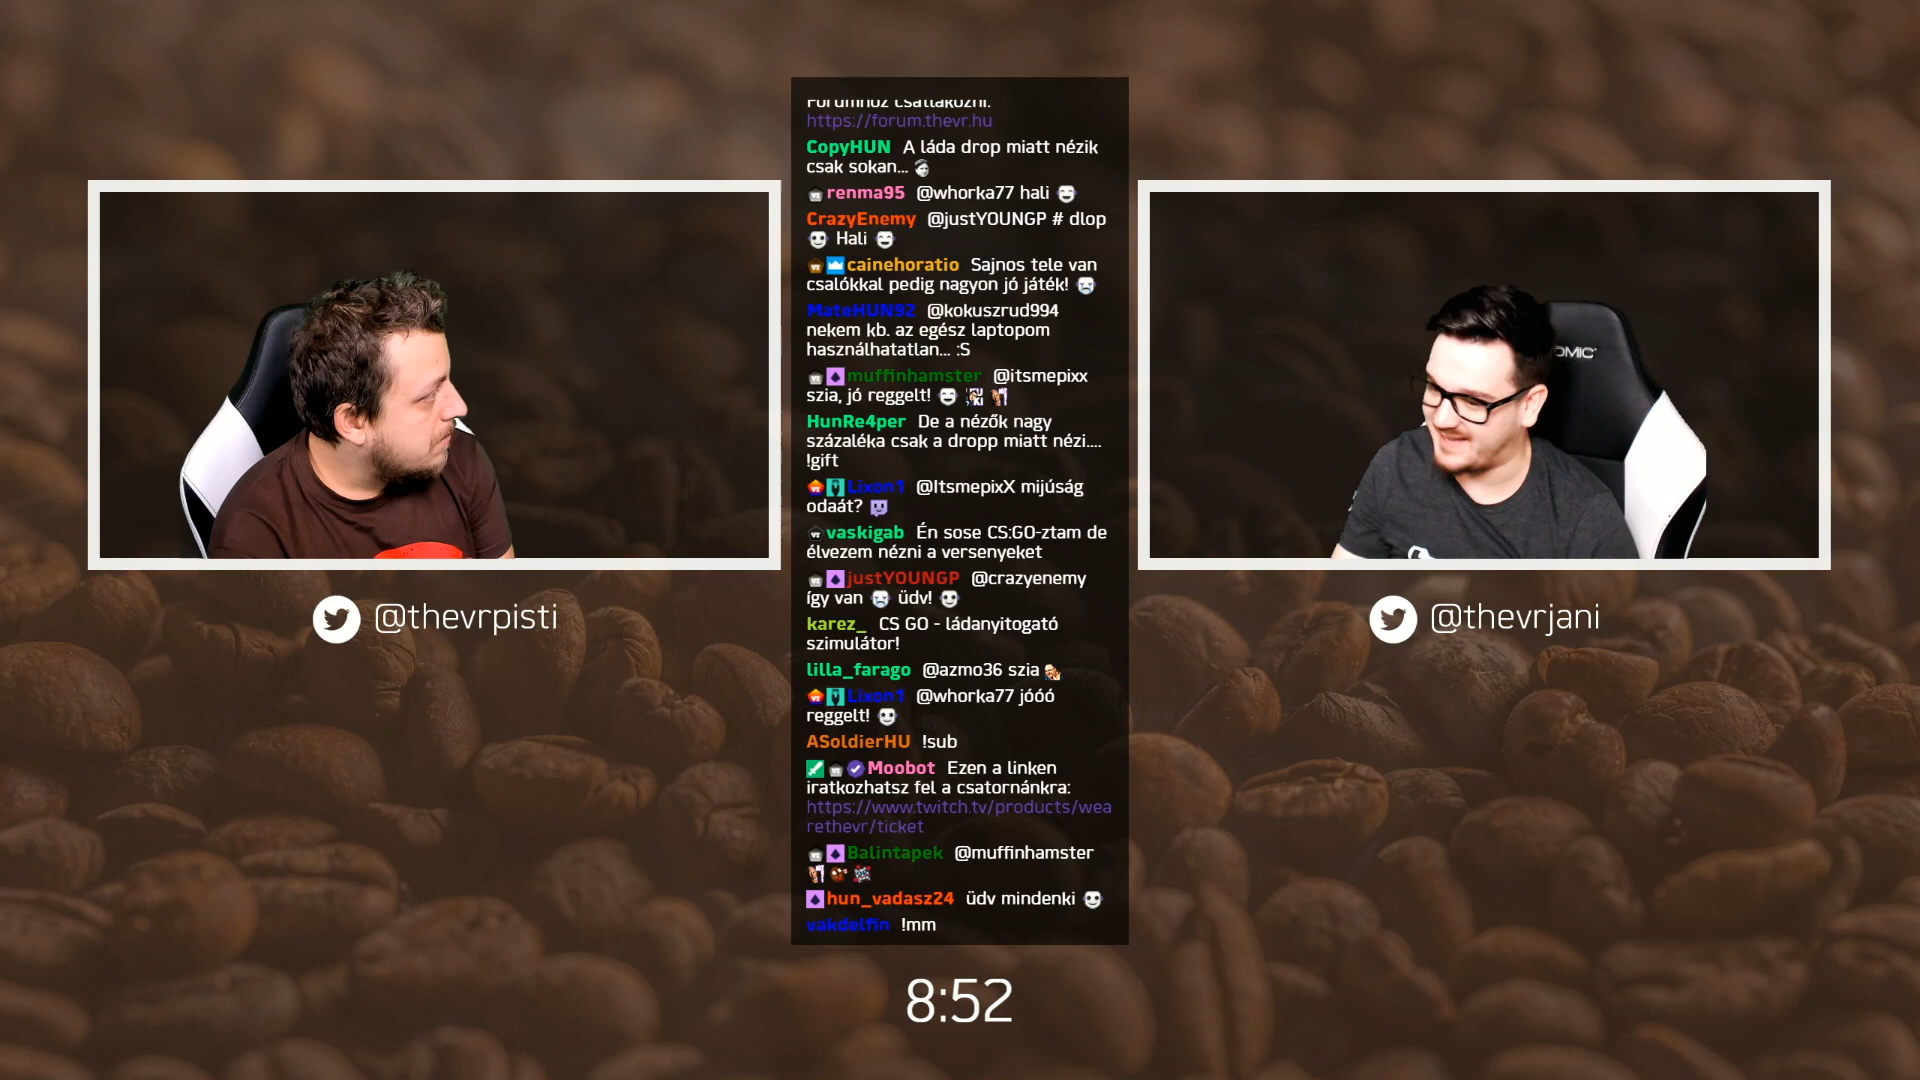 https://forum.thevr.hu
CopyHUN A láda drop miatt nézik
csak sokan...
renma95 @whorka77 hali
CrazyEnemy @justYOUNGP # dlop
Hali
cainehoratio Sajnos tele van
csalókkal pedig nagyon jó játék!
MateHUN92 @kokuszrud994
nekem kb. az egész laptopom
használhatatlan... :S
muffinhamster @itsmepixx
szia, jó reggelt!
HunRe4per De a nézők nagy
százaléka csak a dropp miatt nézi....
!gift
Lixon1 @ItsmepixX mijúság
odaát?
vaskigab Én sose CS:GO-ztam de
élvezem nézni a versenyeket
justYOUNGP @crazyenemy
így van üdv!
karez_ CS GO - ládanyitogató
szimulátor!
lilla_farago @azmo36 szia
Lixon1 @whorka77 jóóó
reggelt!
ASoldierHU !sub
Moobot Ezen a linken
iratkozhatsz fel a csatornánkra:
https://www.twitch.tv/products/wea
rethevr/ticket
Balintapek @muffinhamster
hun_vadasz24 üdv mindenki
vakdelfin !mm
@thevrpisti
@thevrjani
8:52